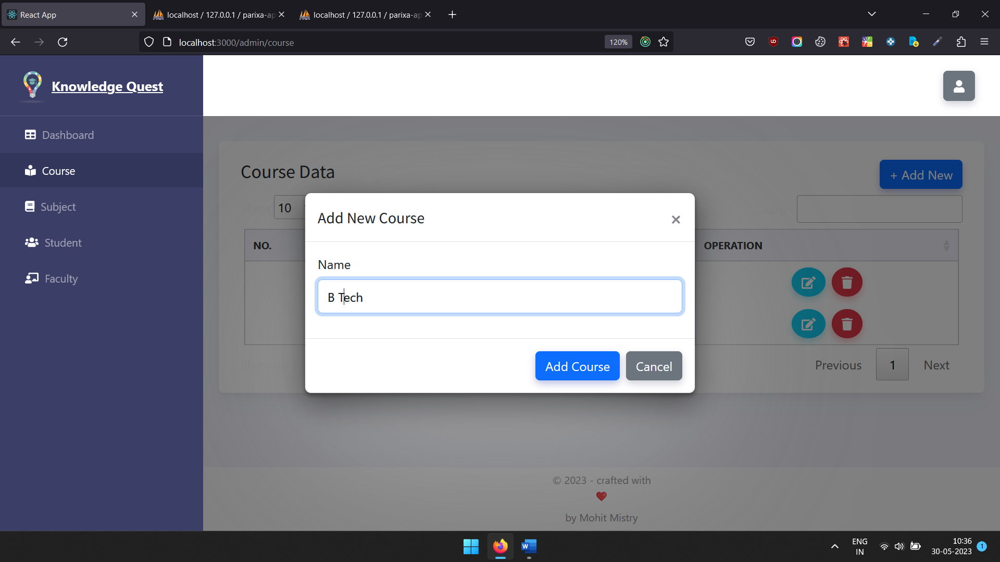 React App
localhost / 127.0.0.1 / parixa-ap
localhost / 127.0.0.1 / parixa-ap
localhost:3000/admin/course
120%
Knowledge Quest
Dashboard
Course
Subject
Student
Faculty
Course Data
+ Add New
Show 10
Search
NO.
OPERATION
Add New Course
×
Name
B Tech
Add Course
Cancel
Showing
Previous
1
Next
© 2023 - crafted with
by Mohit Mistry
ENG
IN
10:36
30-05-2023
1